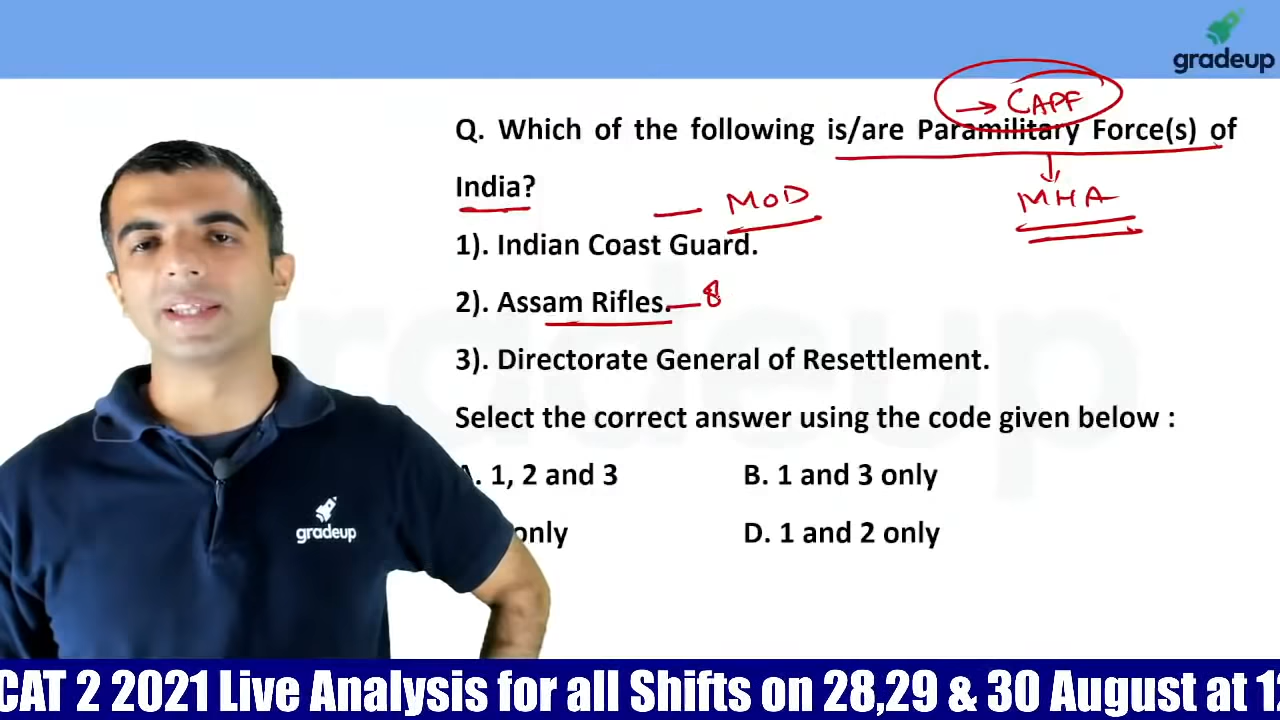 gradeup
→ CAPF
Q. Which of the following is/are Paramilitary Force(s) of
India?
MOD
MHA
1). Indian Coast Guard.
2). Assam Rifles. 8
3). Directorate General of Resettlement.
Select the correct answer using the code given below :
A. 1, 2 and 3 B. 1 and 3 only
only D. 1 and 2 only
gradeup
CAT 2 2021 Live Analysis for all Shifts on 28,29 & 30 August at 12